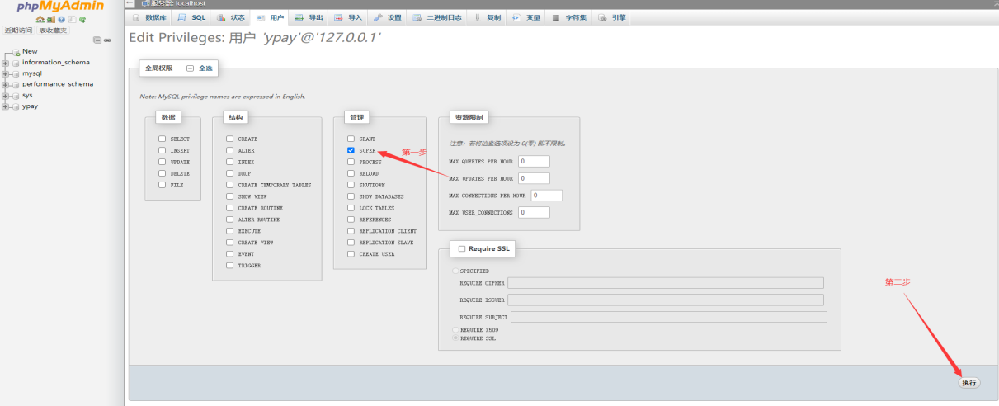 phpMyAdmin
近期访问 表收藏夹
New
information_schema
mysql
performance_schema
sys
ypay
服务器: localhost
数据库 SQL 状态 用户 导出 导入 设置 二进制日志 复制 变量 字符集 引擎
Edit Privileges: 用户 'ypay'@'127.0.0.1'
全局权限 全选
Note: MySQL privilege names are expressed in English.
数据
SELECT
INSERT
UPDATE
DELETE
FILE
结构
CREATE
ALTER
INDEX
DROP
CREATE TEMPORARY TABLES
SHOW VIEW
CREATE ROUTINE
ALTER ROUTINE
EXECUTE
CREATE VIEW
EVENT
TRIGGER
管理
GRANT
SUPER
PROCESS
RELOAD
SHUTDOWN
SHOW DATABASES
LOCK TABLES
REFERENCES
REPLICATION CLIENT
REPLICATION SLAVE
CREATE USER
第一步
资源限制
注意：若将这些选项设为 0(零) 即不限制。
MAX QUERIES PER HOUR 0
MAX UPDATES PER HOUR 0
MAX CONNECTIONS PER HOUR 0
MAX USER_CONNECTIONS 0
Require SSL
SPECIFIED
REQUIRE CIPHER
REQUIRE ISSUER
REQUIRE SUBJECT
REQUIRE X509
REQUIRE SSL
第二步
执行